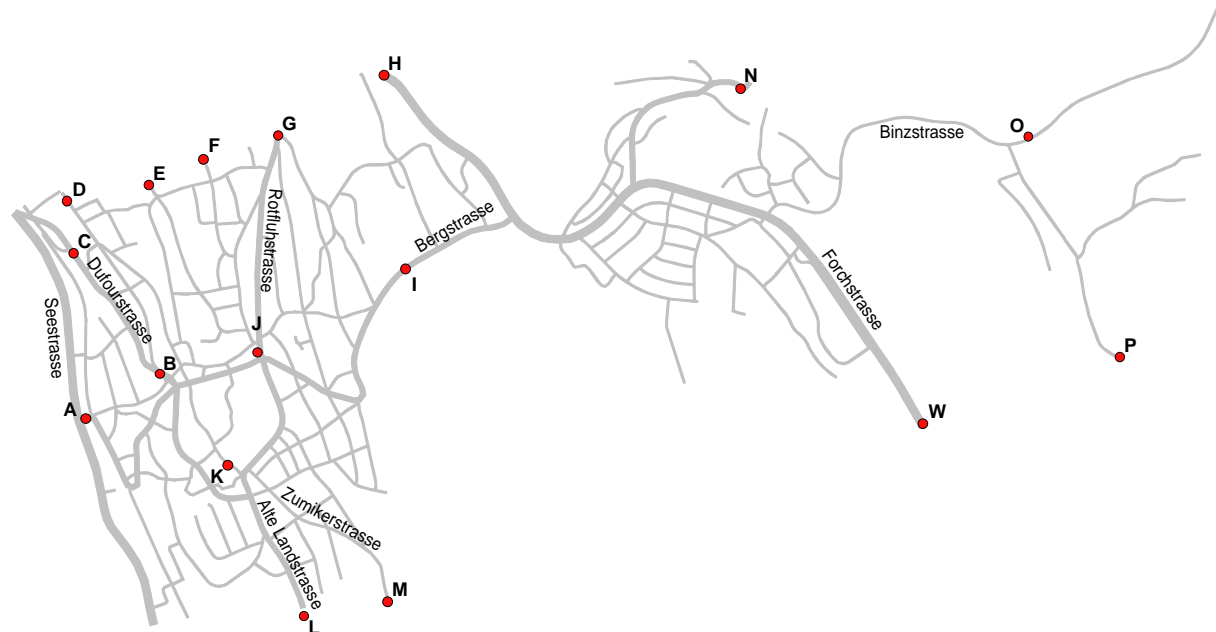 H
N
G
O
F
Binzstrasse
E
D
Rotfluhstrasse
Bergstrasse
C
I
Dufourstrasse
Forchstrasse
Seestrasse
J
P
B
A
W
K
Zumikerstrasse
Alte Landstrasse
M
L